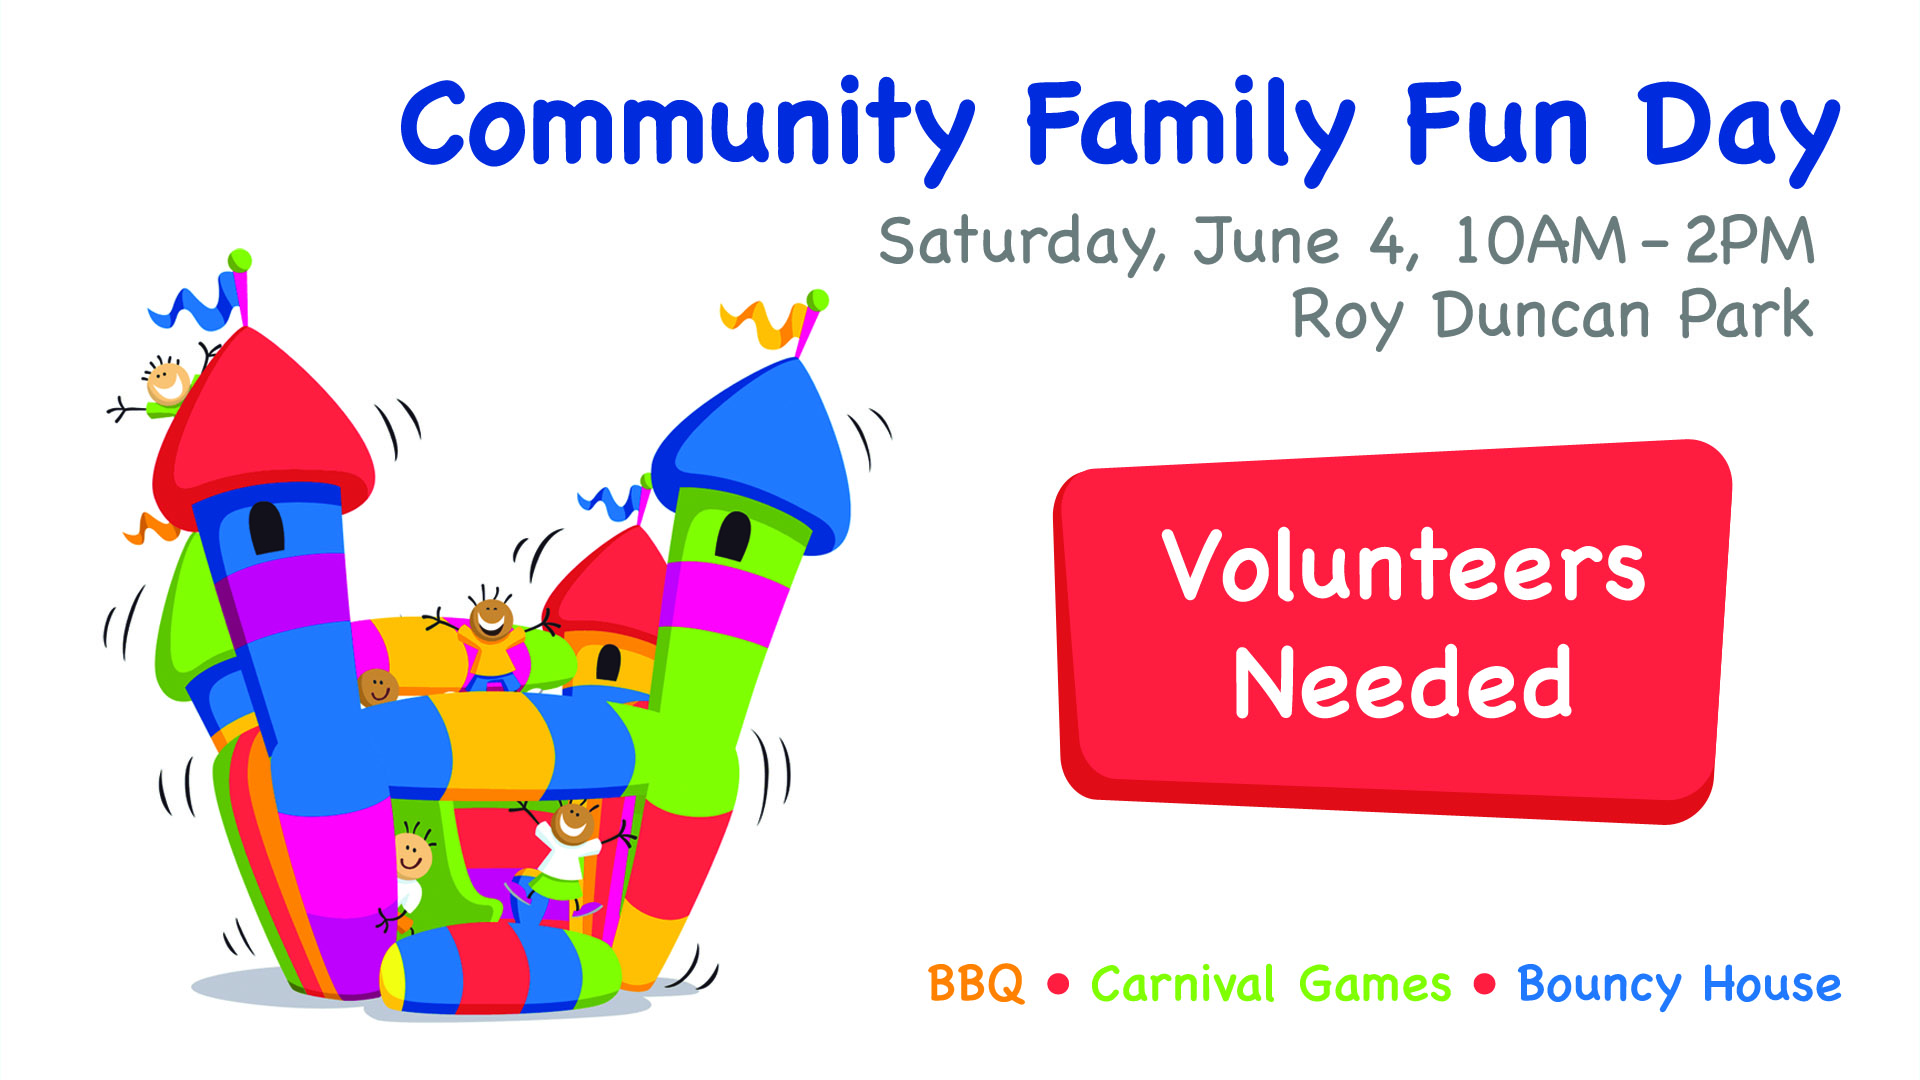 Community Family Fun Day
Saturday, June 4, 10AM – 2PM
Roy Duncan Park
Volunteers
Needed
BBQ • Carnival Games • Bouncy House